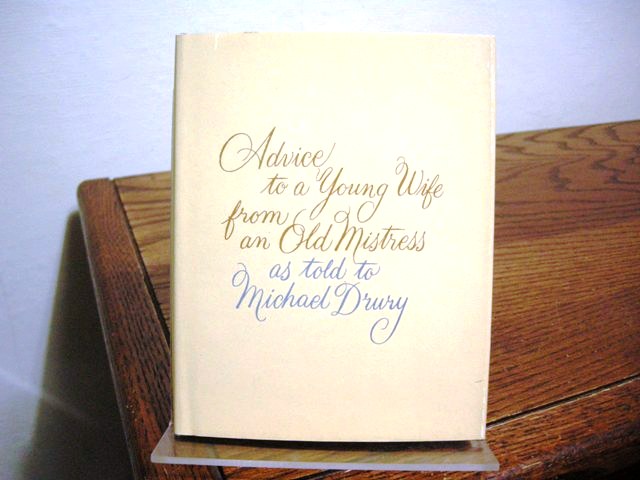 Advice
to a Young Wife
from
an Old Mistress
as told to
Michael Drury